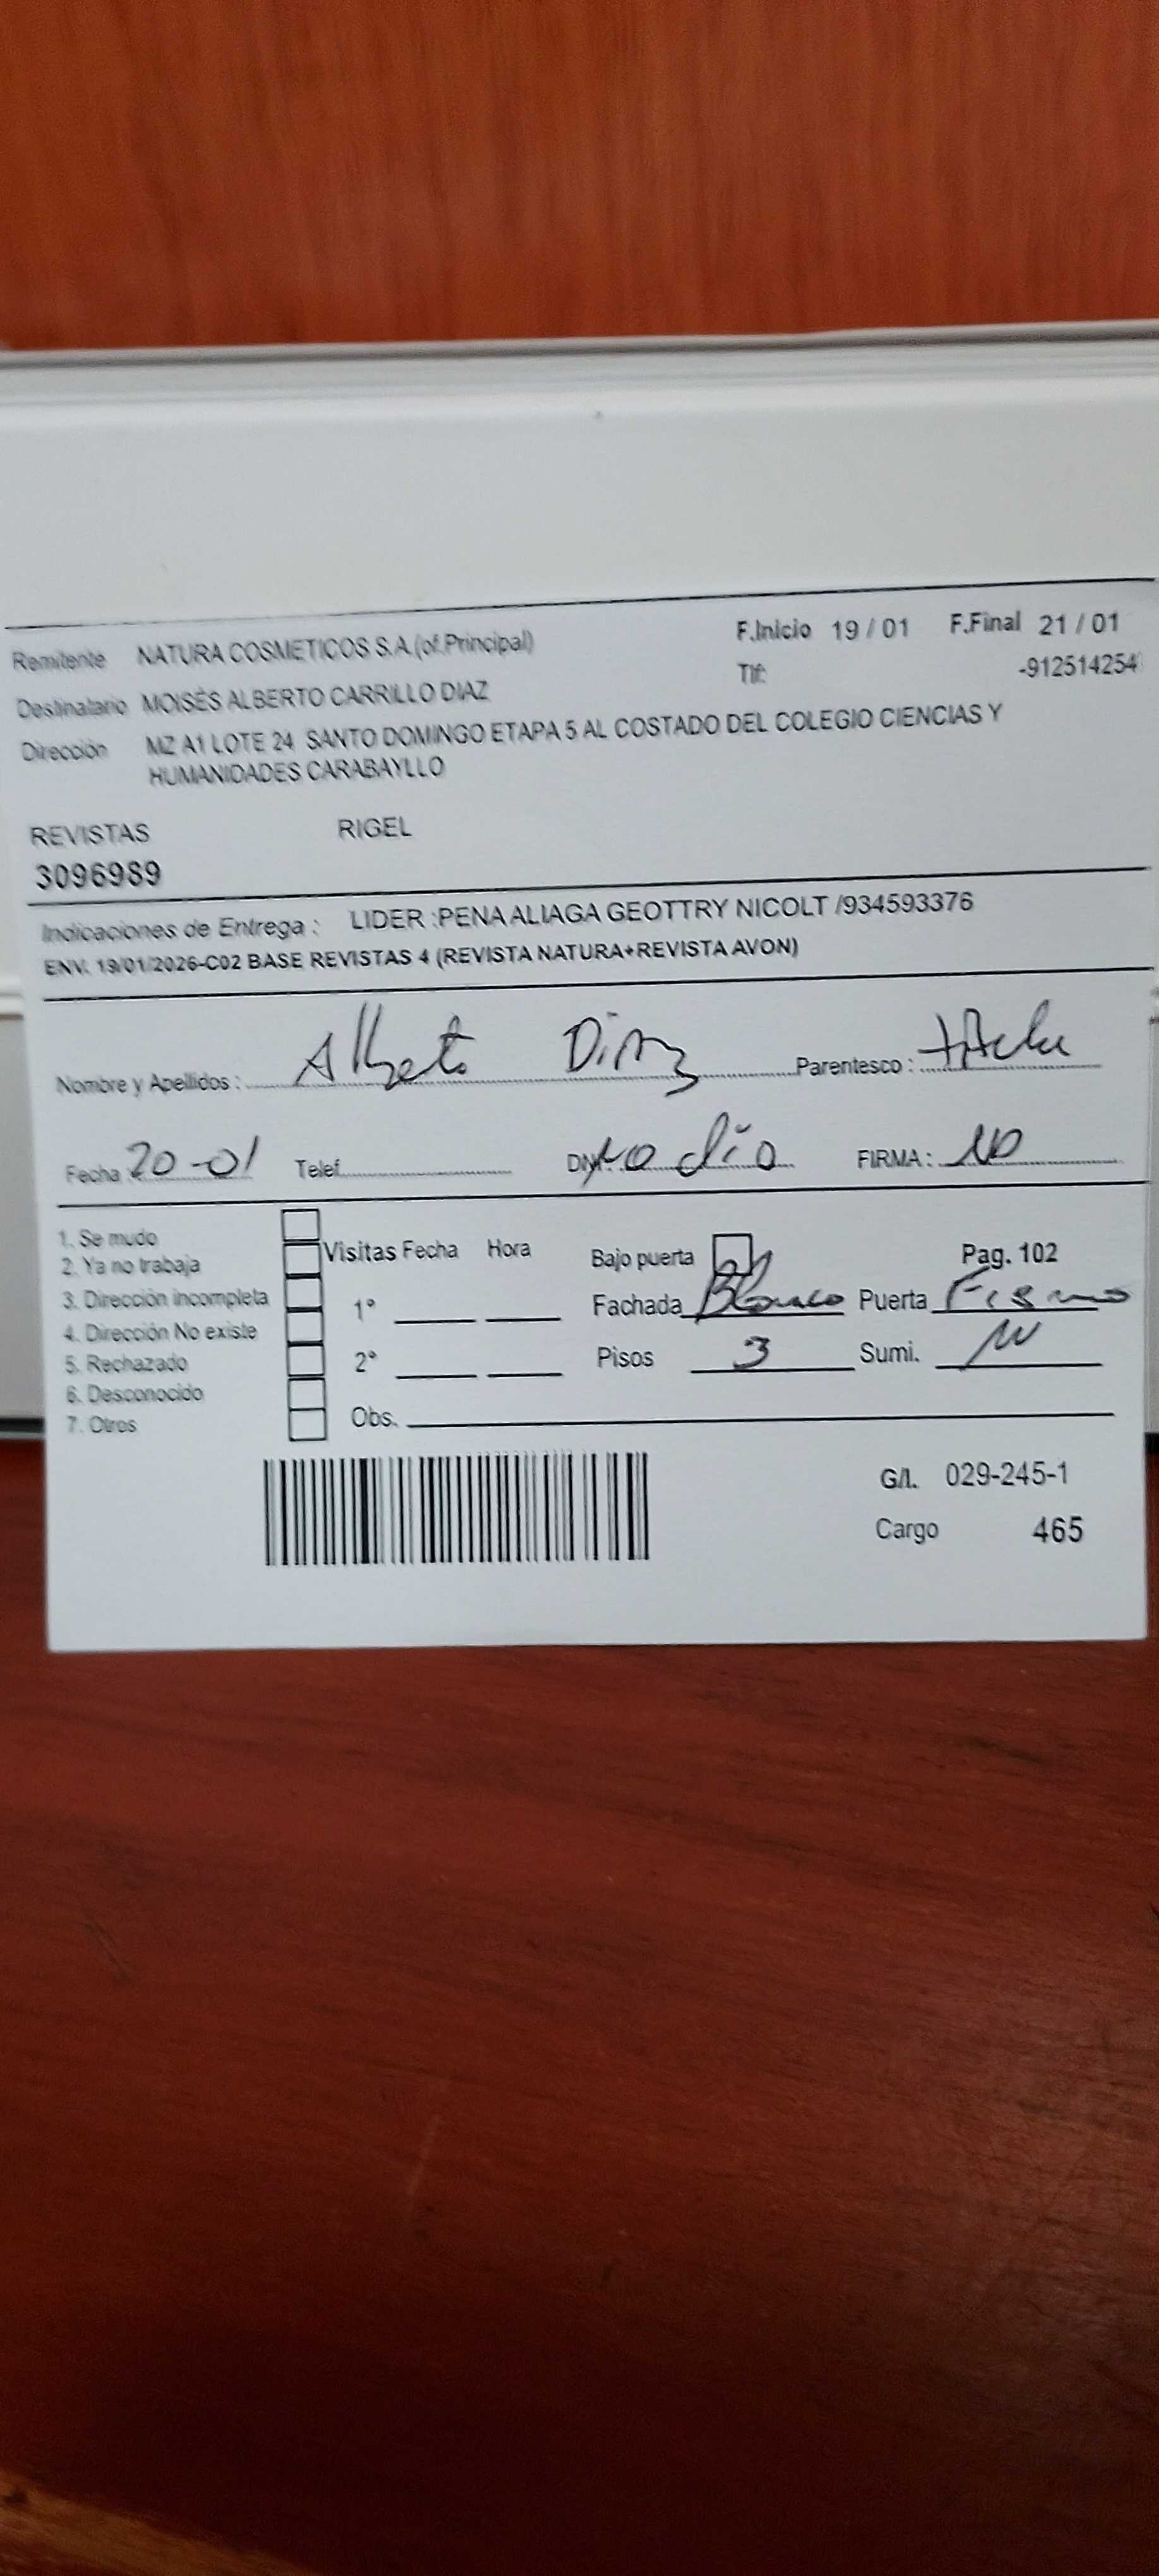 F.Inicio 19 / 01 F.Final 21 / 01
Remitente NATURA COSMETICOS S.A.(of.Principal)
Tlf: -912514254
Destinatario MOISÉS ALBERTO CARRILLO DIAZ
Dirección MZ A1 LOTE 24 SANTO DOMINGO ETAPA 5 AL COSTADO DEL COLEGIO CIENCIAS Y
HUMANIDADES CARABAYLLO
REVISTAS RIGEL
3096989
Indicaciones de Entrega : LIDER :PENA ALIAGA GEOTTRY NICOLT /934593376
ENV. 19/01/2026-C02 BASE REVISTAS 4 (REVISTA NATURA+REVISTA AVON)
Nombre y Apellidos : Alberto Diaz Parentesco :
Fecha 20-01 Telef. DNI: no dio FIRMA : NO
1. Se mudo
2. Ya no trabaja
3. Dirección incompleta
4. Dirección No existe
5. Rechazado
6. Desconocido
7. Otros
Visitas Fecha Hora
1°
2°
Obs.
Bajo puerta Pag. 102
Fachada Blanco Puerta
Pisos 3 Sumi.
G/I. 029-245-1
Cargo 465